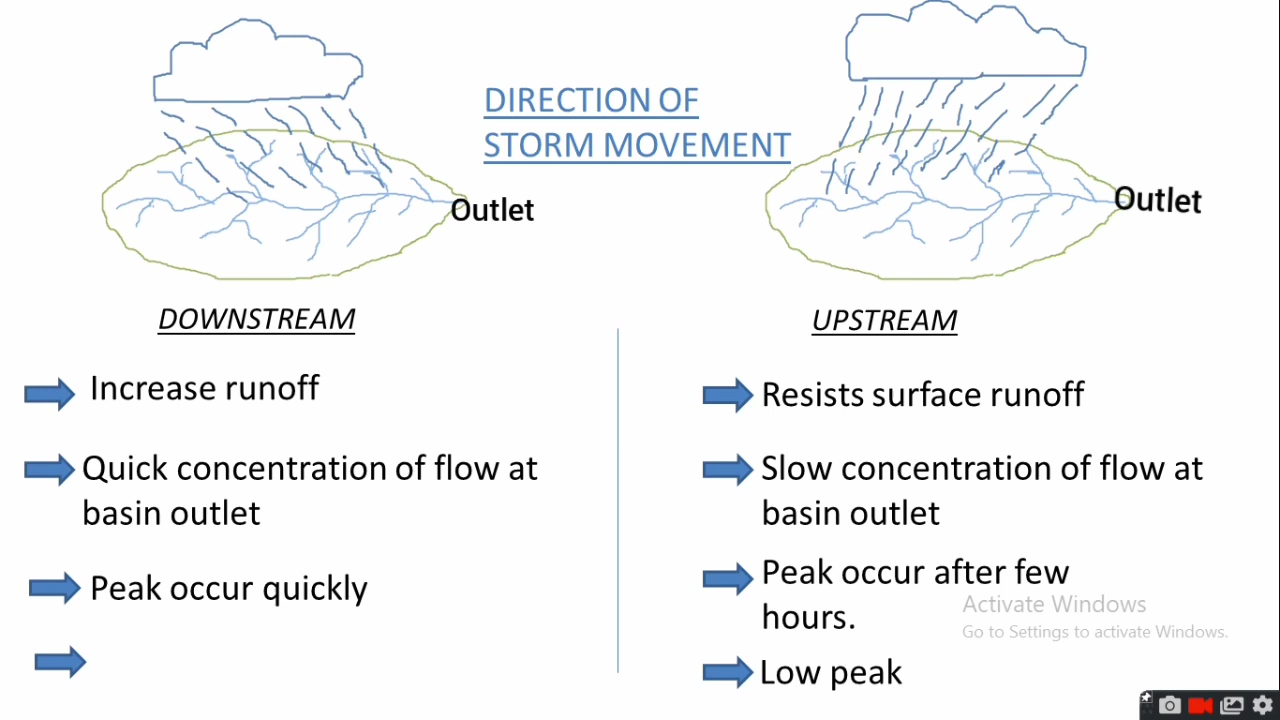 DIRECTION OF
STORM MOVEMENT
Outlet
Outlet
DOWNSTREAM
Increase runoff
Quick concentration of flow at
basin outlet
Peak occur quickly
UPSTREAM
Resists surface runoff
Slow concentration of flow at
basin outlet
Peak occur after few
hours.
Low peak
Activate Windows
Go to Settings to activate Windows.